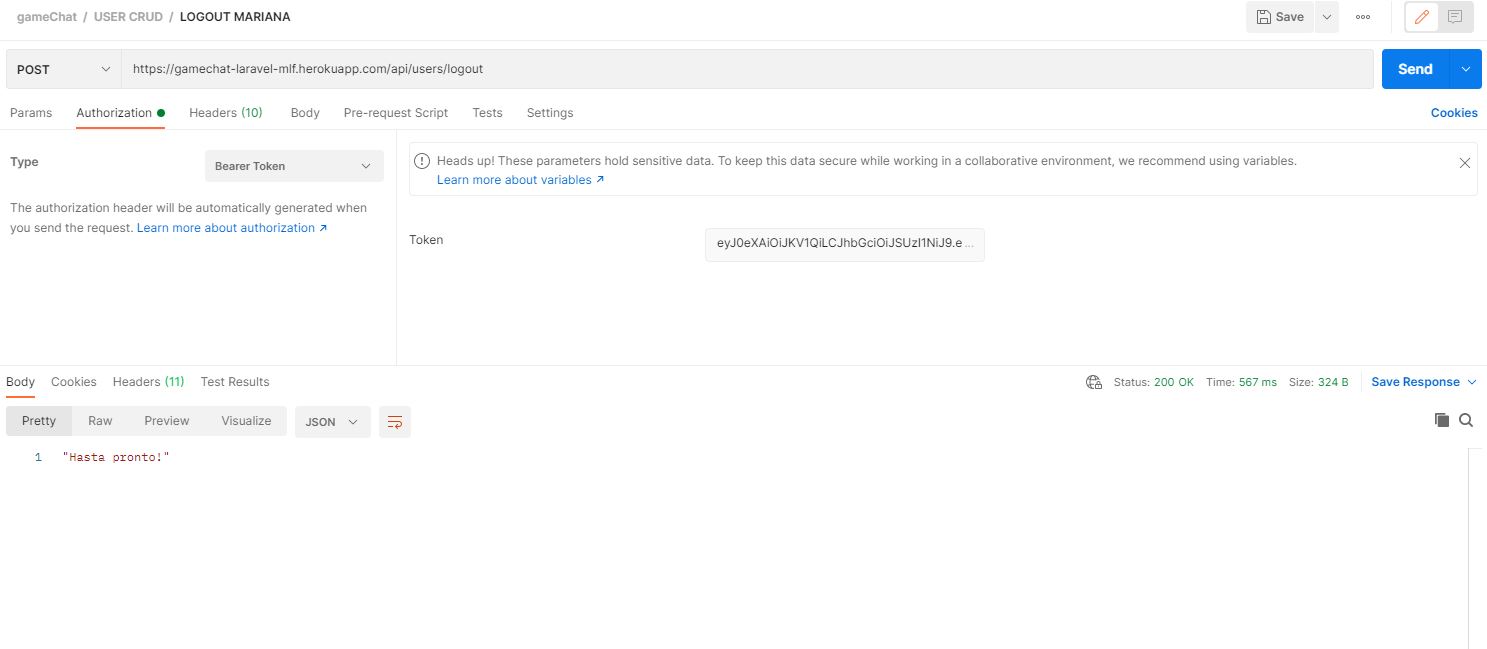 gameChat / USER CRUD / LOGOUT MARIANA
Save
POST
https://gamechat-laravel-mlf.herokuapp.com/api/users/logout
Send
Params Authorization Headers (10) Body Pre-request Script Tests Settings
Cookies
Type
Bearer Token
The authorization header will be automatically generated when
you send the request. Learn more about authorization ↗
Heads up! These parameters hold sensitive data. To keep this data secure while working in a collaborative environment, we recommend using variables.
Learn more about variables ↗
Token
eyJ0eXAiOiJKV1QiLCJhbGciOiJSUzI1NiJ9.e ...
Body Cookies Headers (11) Test Results
Status: 200 OK Time: 567 ms Size: 324 B
Save Response
Pretty Raw Preview Visualize
JSON
1 "Hasta pronto!"